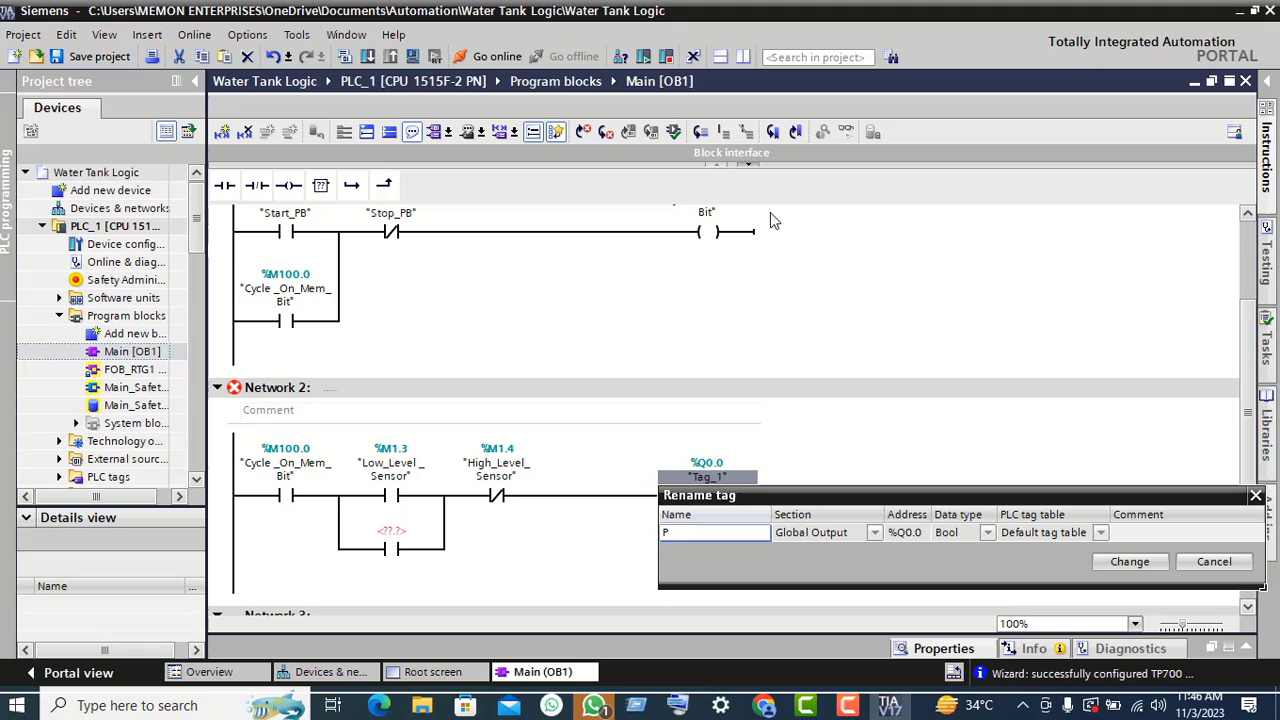 Siemens - C:\Users\MEMON ENTERPRISES\OneDrive\Documents\Automation\Water Tank Logic\Water Tank Logic
Project Edit View Insert Online Options Tools Window Help
Totally Integrated Automation
PORTAL
Save project
Go online
Go offline
<Search in project>
Project tree
Water Tank Logic
PLC_1 [CPU 1515F-2 PN]
Program blocks
Main [OB1]
Devices
PLC programming
Block interface
Water Tank Logic
Add new device
Devices & networks
PLC_1 [CPU 151...
Device config...
Online & diag...
Safety Admini...
Software units
Program blocks
Add new b...
Main [OB1]
FOB_RTG1 ...
Main_Safet...
Main_Safet...
System blo...
Technology o...
External sourc...
PLC tags
Details view
Name
"Start_PB"
"Stop_PB"
Bit"
%M100.0
"Cycle _On_Mem_
Bit"
Network 2: .....
Comment
%M100.0
"Cycle _On_Mem_
Bit"
%M1.3
"Low_Level _
Sensor"
<??.?>
%M1.4
"High_Level_
Sensor"
%Q0.0
"Tag_1"
Rename tag
Name Section Address Data type PLC tag table Comment
P Global Output %Q0.0 Bool Default tag table
Change Cancel
Network 3:
100%
Instructions
Testing
Tasks
Libraries
Properties
Info
Diagnostics
Portal view
Overview
Devices & ne...
Root screen
Main (OB1)
Wizard: successfully configured TP700 ...
Type here to search
1
TIA
V17
34°C
11:46 AM
11/3/2023